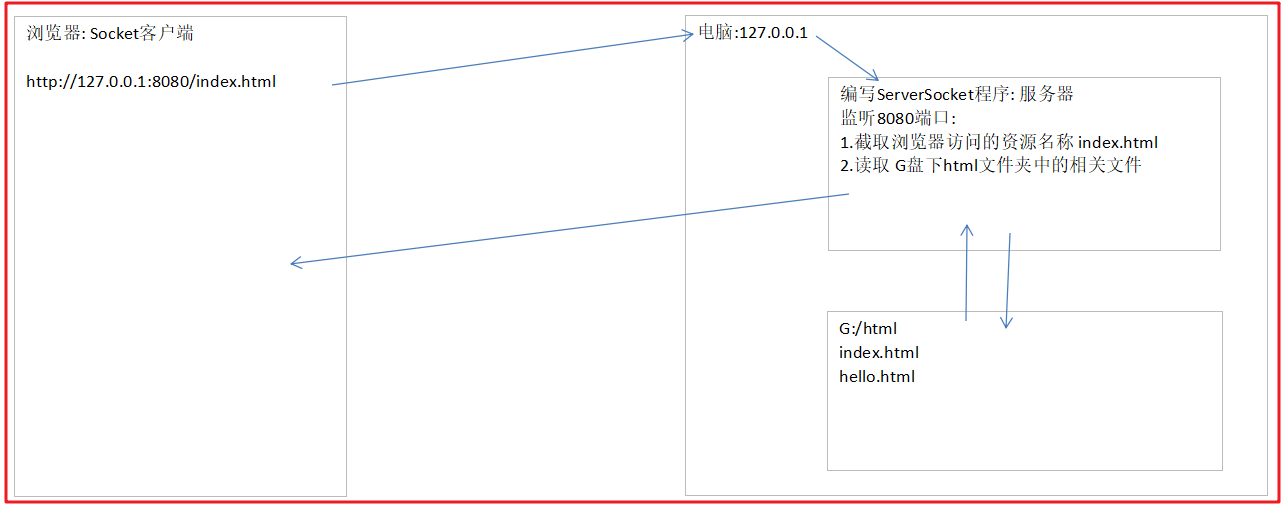 浏览器: Socket客户端
http://127.0.0.1:8080/index.html
电脑:127.0.0.1
编写ServerSocket程序: 服务器
监听8080端口:
1.截取浏览器访问的资源名称 index.html
2.读取 G盘下html文件夹中的相关文件
G:/html
index.html
hello.html